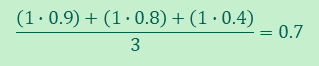 (1·0.9) + (1·0.8) + (1·0.4)
3
= 0.7